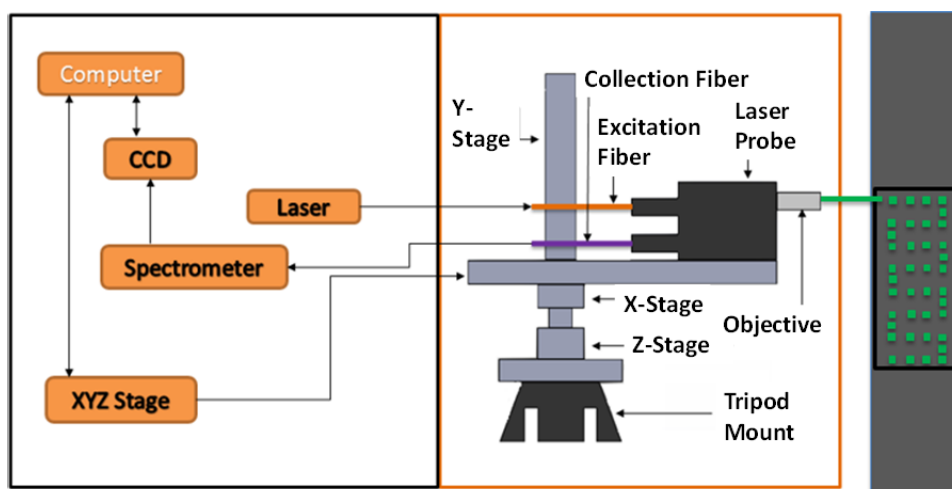 Computer
CCD
Laser
Spectrometer
XYZ Stage
Y-
Stage
Collection Fiber
Excitation
Fiber
Laser
Probe
X-Stage
Z-Stage
Objective
Tripod
Mount